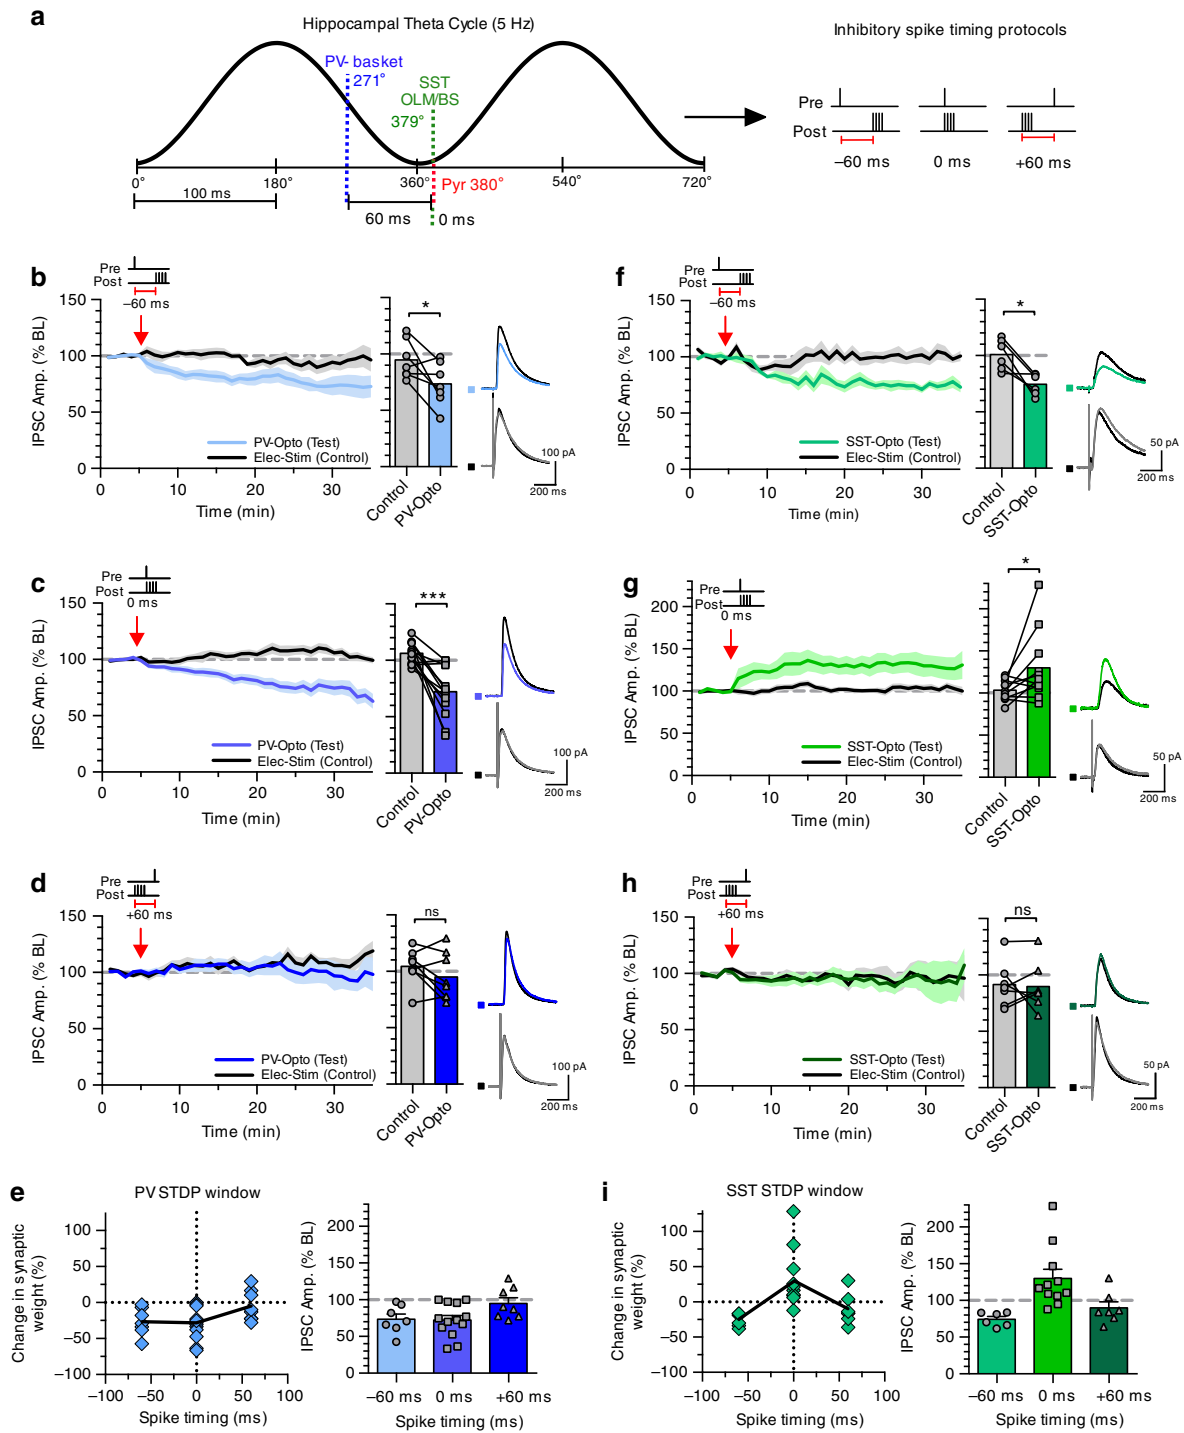 a
Hippocampal Theta Cycle (5 Hz)
Inhibitory spike timing protocols
PV- basket
271°
SST
OLM/BS
379°
Pre
Post
−60 ms
0 ms
+60 ms
0°
180°
360°
Pyr 380°
540°
720°
100 ms
60 ms
0 ms
b
Pre
Post
−60 ms
150
100
50
0
IPSC Amp. (% BL)
*
PV-Opto (Test)
Elec-Stim (Control)
0
10
20
30
Time (min)
Control
PV-Opto
100 pA
200 ms
f
Pre
Post
−60 ms
150
100
50
0
IPSC Amp. (% BL)
*
SST-Opto (Test)
Elec-Stim (Control)
0
10
20
30
Time (min)
Control
SST-Opto
50 pA
200 ms
c
Pre
Post
0 ms
150
100
50
0
IPSC Amp. (% BL)
***
PV-Opto (Test)
Elec-Stim (Control)
0
10
20
30
Time (min)
Control
PV-Opto
100 pA
200 ms
g
Pre
Post
0 ms
200
150
100
50
0
IPSC Amp. (% BL)
*
SST-Opto (Test)
Elec-Stim (Control)
0
10
20
30
Time (min)
Control
SST-Opto
50 pA
200 ms
d
Pre
Post
+60 ms
150
100
50
0
IPSC Amp. (% BL)
ns
PV-Opto (Test)
Elec-Stim (Control)
0
10
20
30
Time (min)
Control
PV-Opto
100 pA
200 ms
h
Pre
Post
+60 ms
150
100
50
0
IPSC Amp. (% BL)
ns
SST-Opto (Test)
Elec-Stim (Control)
0
10
20
30
Time (min)
Control
SST-Opto
50 pA
200 ms
e
PV STDP window
Change in synaptic
weight (%)
100
50
0
−50
−100
−100
−50
0
50
100
Spike timing (ms)
IPSC Amp. (% BL)
200
150
100
50
0
−60 ms
0 ms
+60 ms
Spike timing (ms)
i
SST STDP window
Change in synaptic
weight (%)
100
50
0
−50
−100
−100
−50
0
50
100
Spike timing (ms)
IPSC Amp. (% BL)
200
150
100
50
0
−60 ms
0 ms
+60 ms
Spike timing (ms)